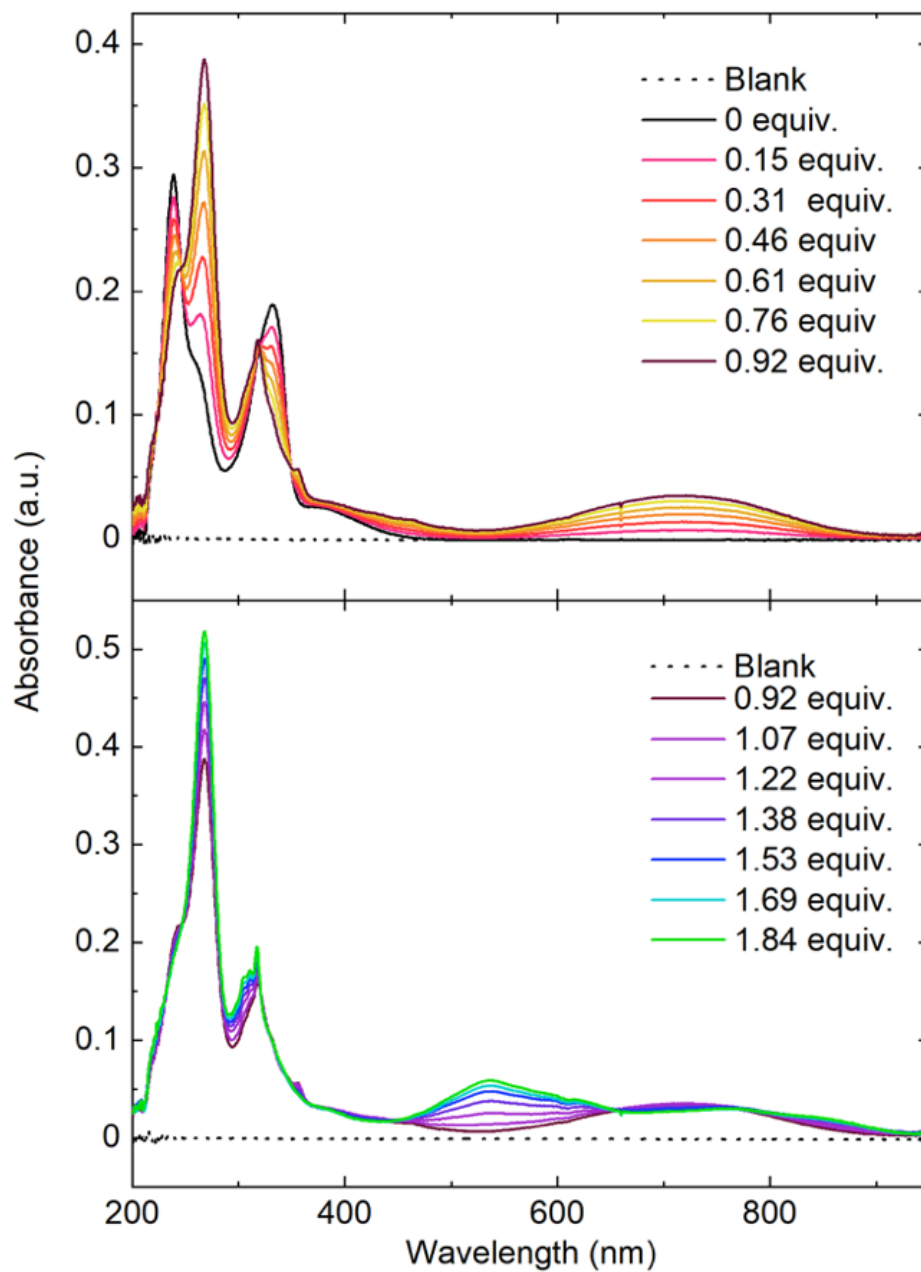 0.4
0.3
0.2
0.1
0
Blank
0 equiv.
0.15 equiv.
0.31 equiv.
0.46 equiv
0.61 equiv
0.76 equiv
0.92 equiv.
Absorbance (a.u.)
0.5
0.4
0.3
0.2
0.1
0
Blank
0.92 equiv.
1.07 equiv.
1.22 equiv.
1.38 equiv.
1.53 equiv.
1.69 equiv.
1.84 equiv.
200 400 600 800
Wavelength (nm)